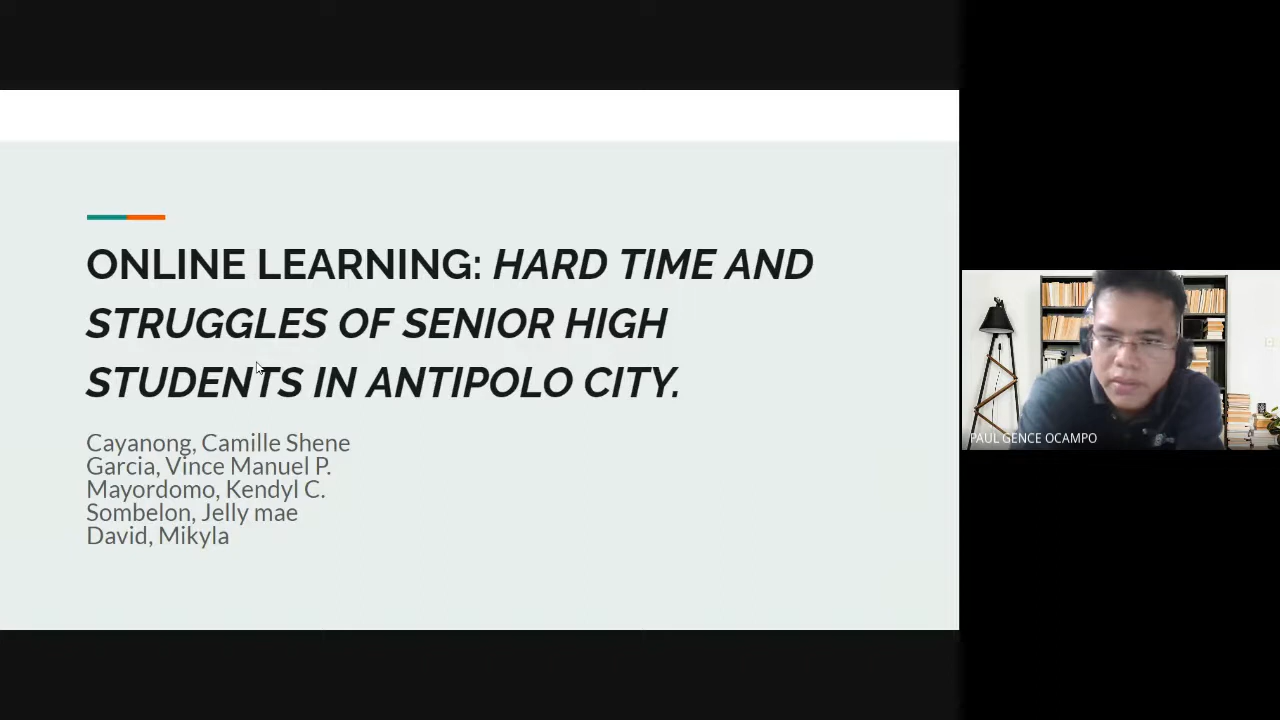 ONLINE LEARNING: HARD TIME AND
STRUGGLES OF SENIOR HIGH
STUDENTS IN ANTIPOLO CITY.
Cayanong, Camille Shene
Garcia, Vince Manuel P.
Mayordomo, Kendyl C.
Sombelon, Jelly mae
David, Mikyla
PAUL GENCE OCAMPO